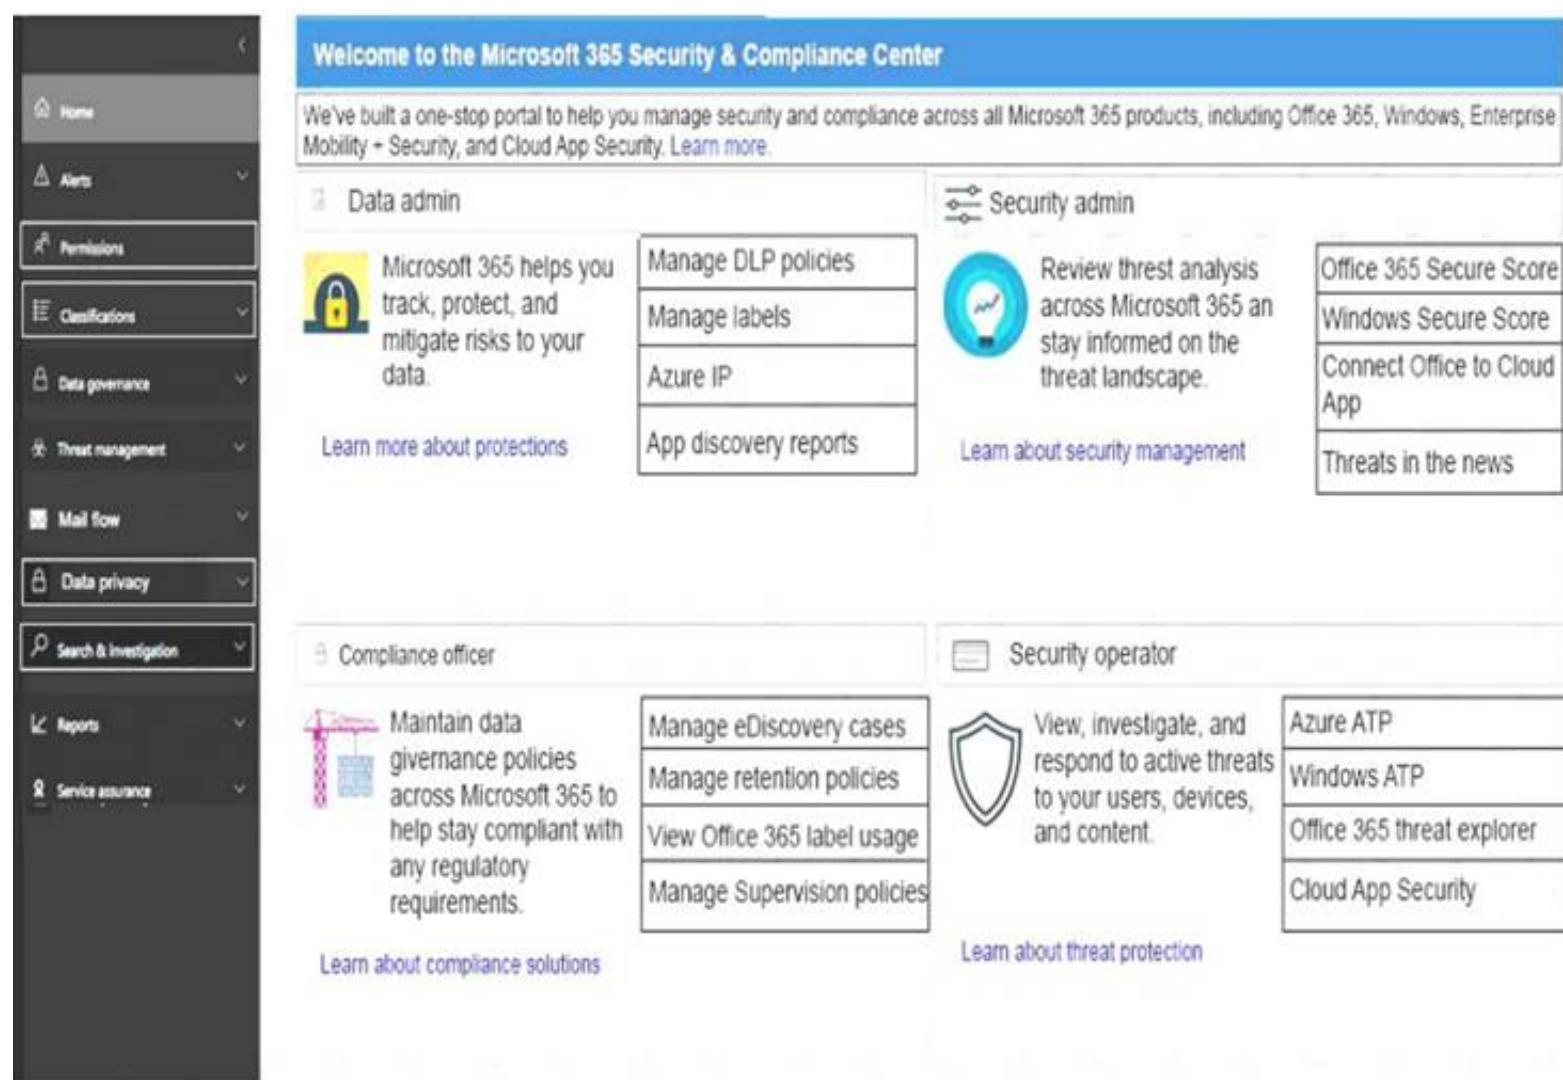 Home
Alerts
Permissions
Classifications
Data governance
Threat management
Mail flow
Data privacy
Search & investigation
Reports
Service assurance
Welcome to the Microsoft 365 Security & Compliance Center
We've built a one-stop portal to help you manage security and compliance across all Microsoft 365 products, including Office 365, Windows, Enterprise
Mobility + Security, and Cloud App Security. Learn more.
Data admin
Microsoft 365 helps you
track, protect, and
mitigate risks to your
data.
Learn more about protections
Manage DLP policies
Manage labels
Azure IP
App discovery reports
Security admin
Review threst analysis
across Microsoft 365 an
stay informed on the
threat landscape.
Learn about security management
Office 365 Secure Score
Windows Secure Score
Connect Office to Cloud
App
Threats in the news
Compliance officer
Maintain data
givernance policies
across Microsoft 365 to
help stay compliant with
any regulatory
requirements.
Learn about compliance solutions
Manage eDiscovery cases
Manage retention policies
View Office 365 label usage
Manage Supervision policies
Security operator
View, investigate, and
respond to active threats
to your users, devices,
and content.
Learn about threat protection
Azure ATP
Windows ATP
Office 365 threat explorer
Cloud App Security